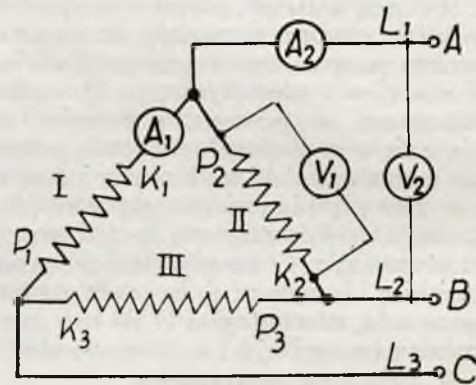 A₂ L₁ A
A₁ P₂
I K₁ V₁ V₂
P₁ II
III K₂ L₂ B
K₃ P₃
L₃ C